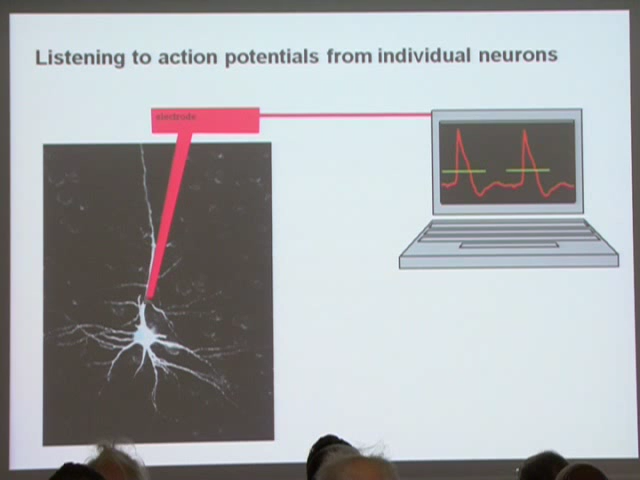 Listening to action potentials from individual neurons
electrode